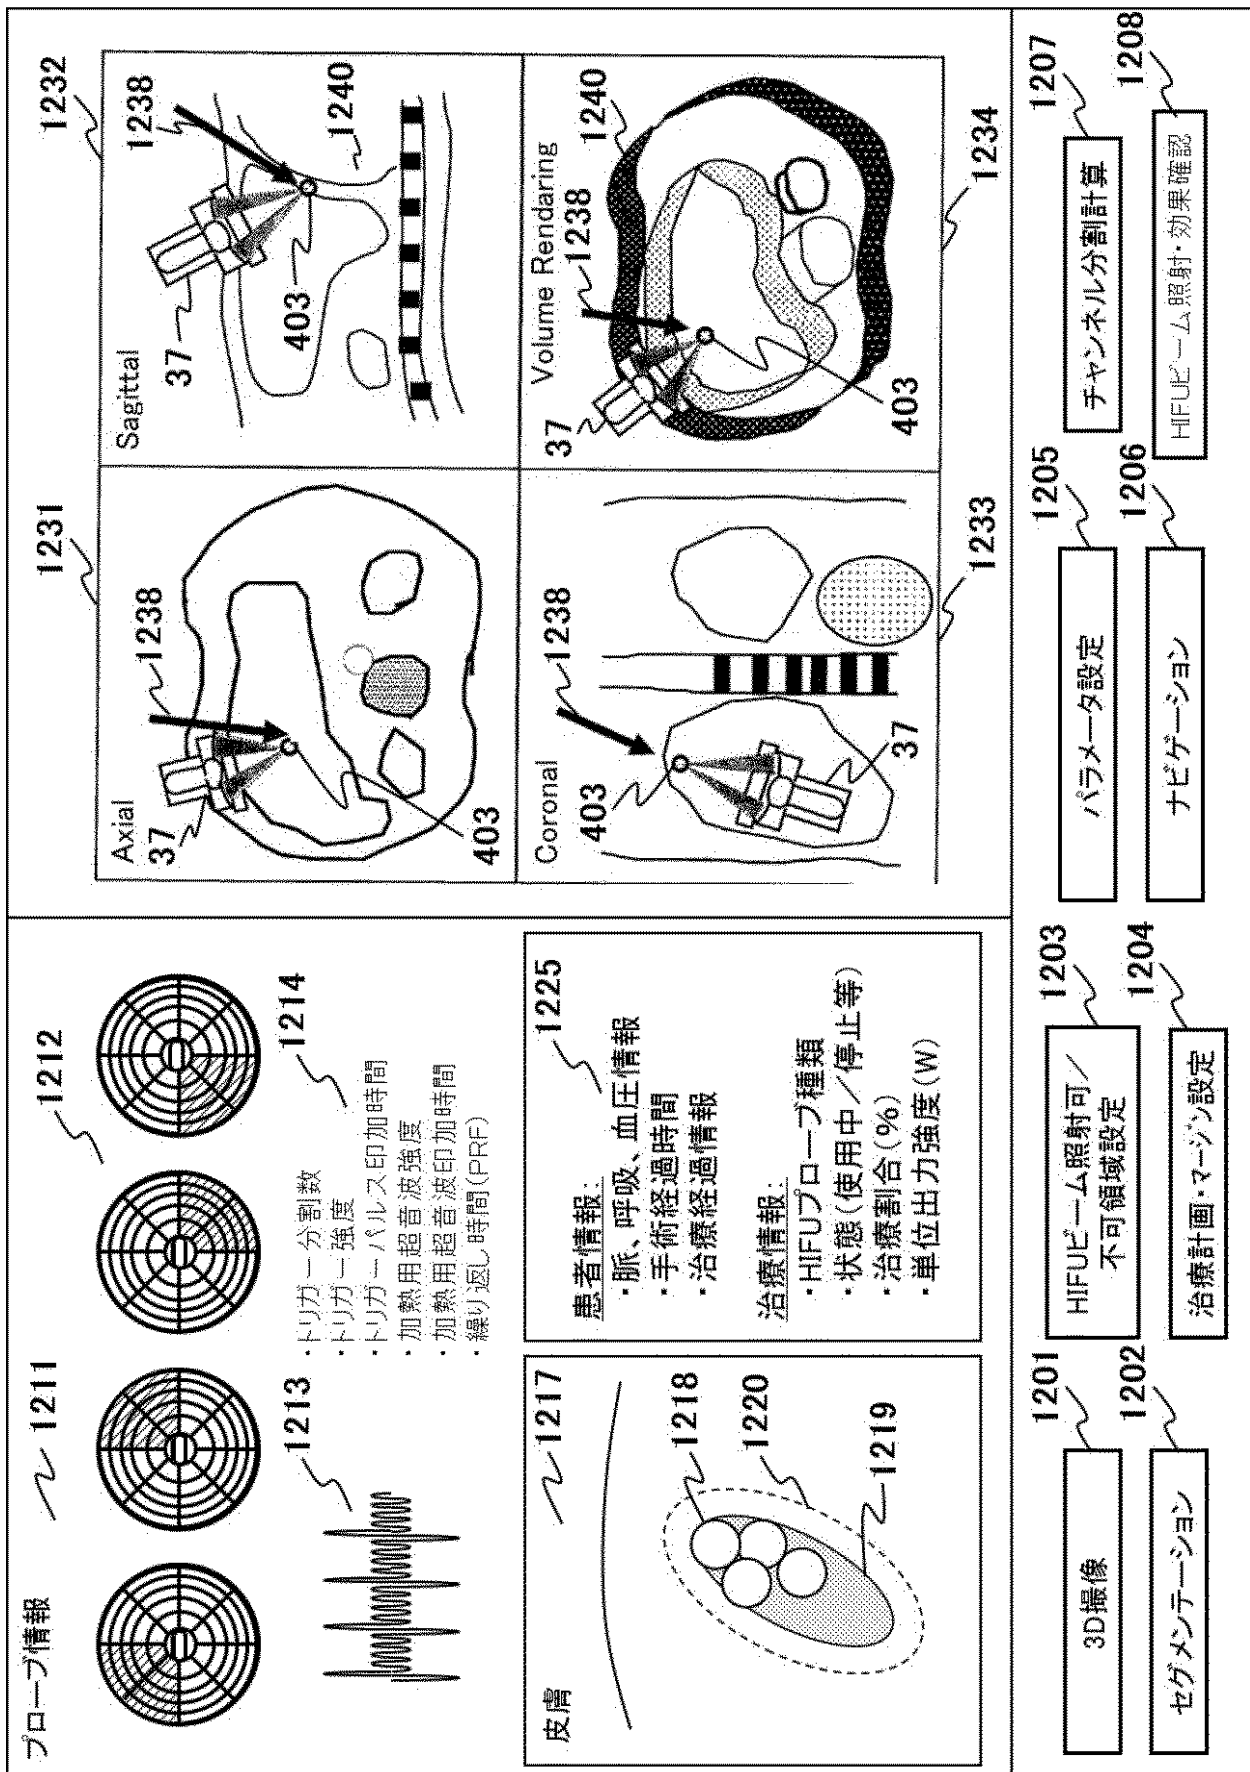 プローブ情報
1211
1212
1213
1214
・トリガー分割数
・トリガー強度
・トリガーパルス印加時間
・加熱用超音波強度
・加熱用超音波印加時間
・繰り返し時間(PRF)
皮膚
1217
1218
1220
1219
1225
患者情報:
・脈、呼吸、血圧情報
・手術経過時間
・治療経過情報
治療情報:
・HIFUプローブ種類
・状態(使用中/停止等)
・治療割合(%)
・単位出力強度(W)
1231
Axial
37
1238
403
1232
Sagittal
37
1238
1240
403
Coronal
403
1238
37
1233
Volume Rendaring
37
1238
1240
403
1234
3D撮像
1201
セグメンテーション
1202
HIFUビーム照射可/
不可領域設定
1203
治療計画・マージン設定
1204
パラメータ設定
1205
ナビゲーション
1206
チャンネル分割計算
1207
HIFUビーム照射・効果確認
1208